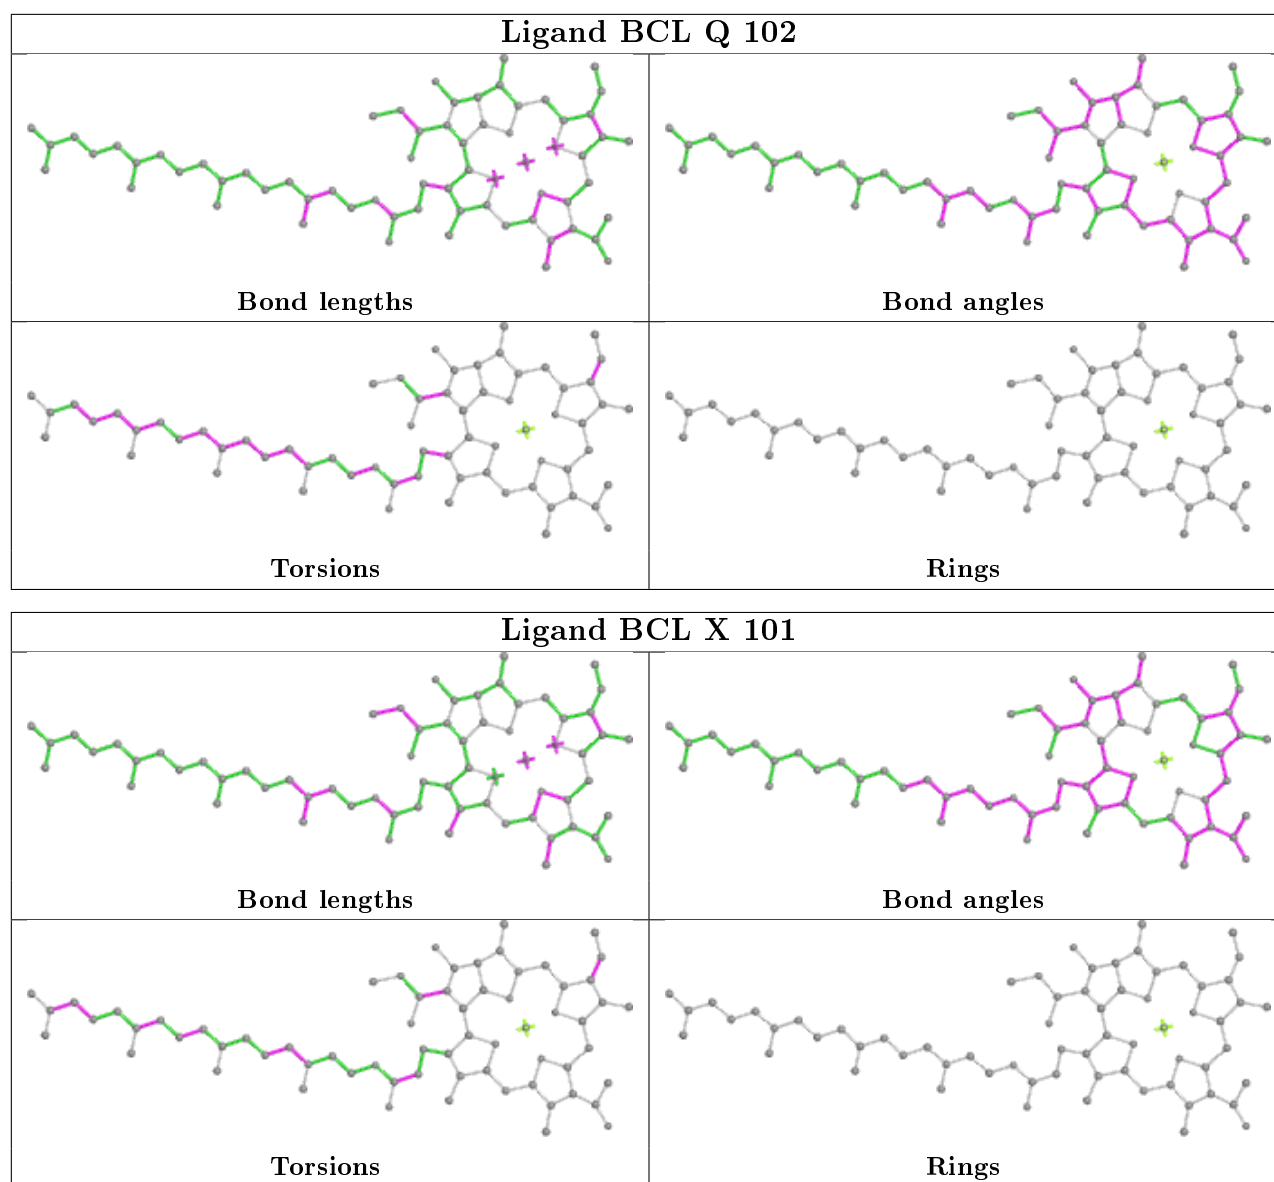 Ligand BCL Q 102
Bond lengths
Bond angles
Torsions
Rings
Ligand BCL X 101
Bond lengths
Bond angles
Torsions
Rings